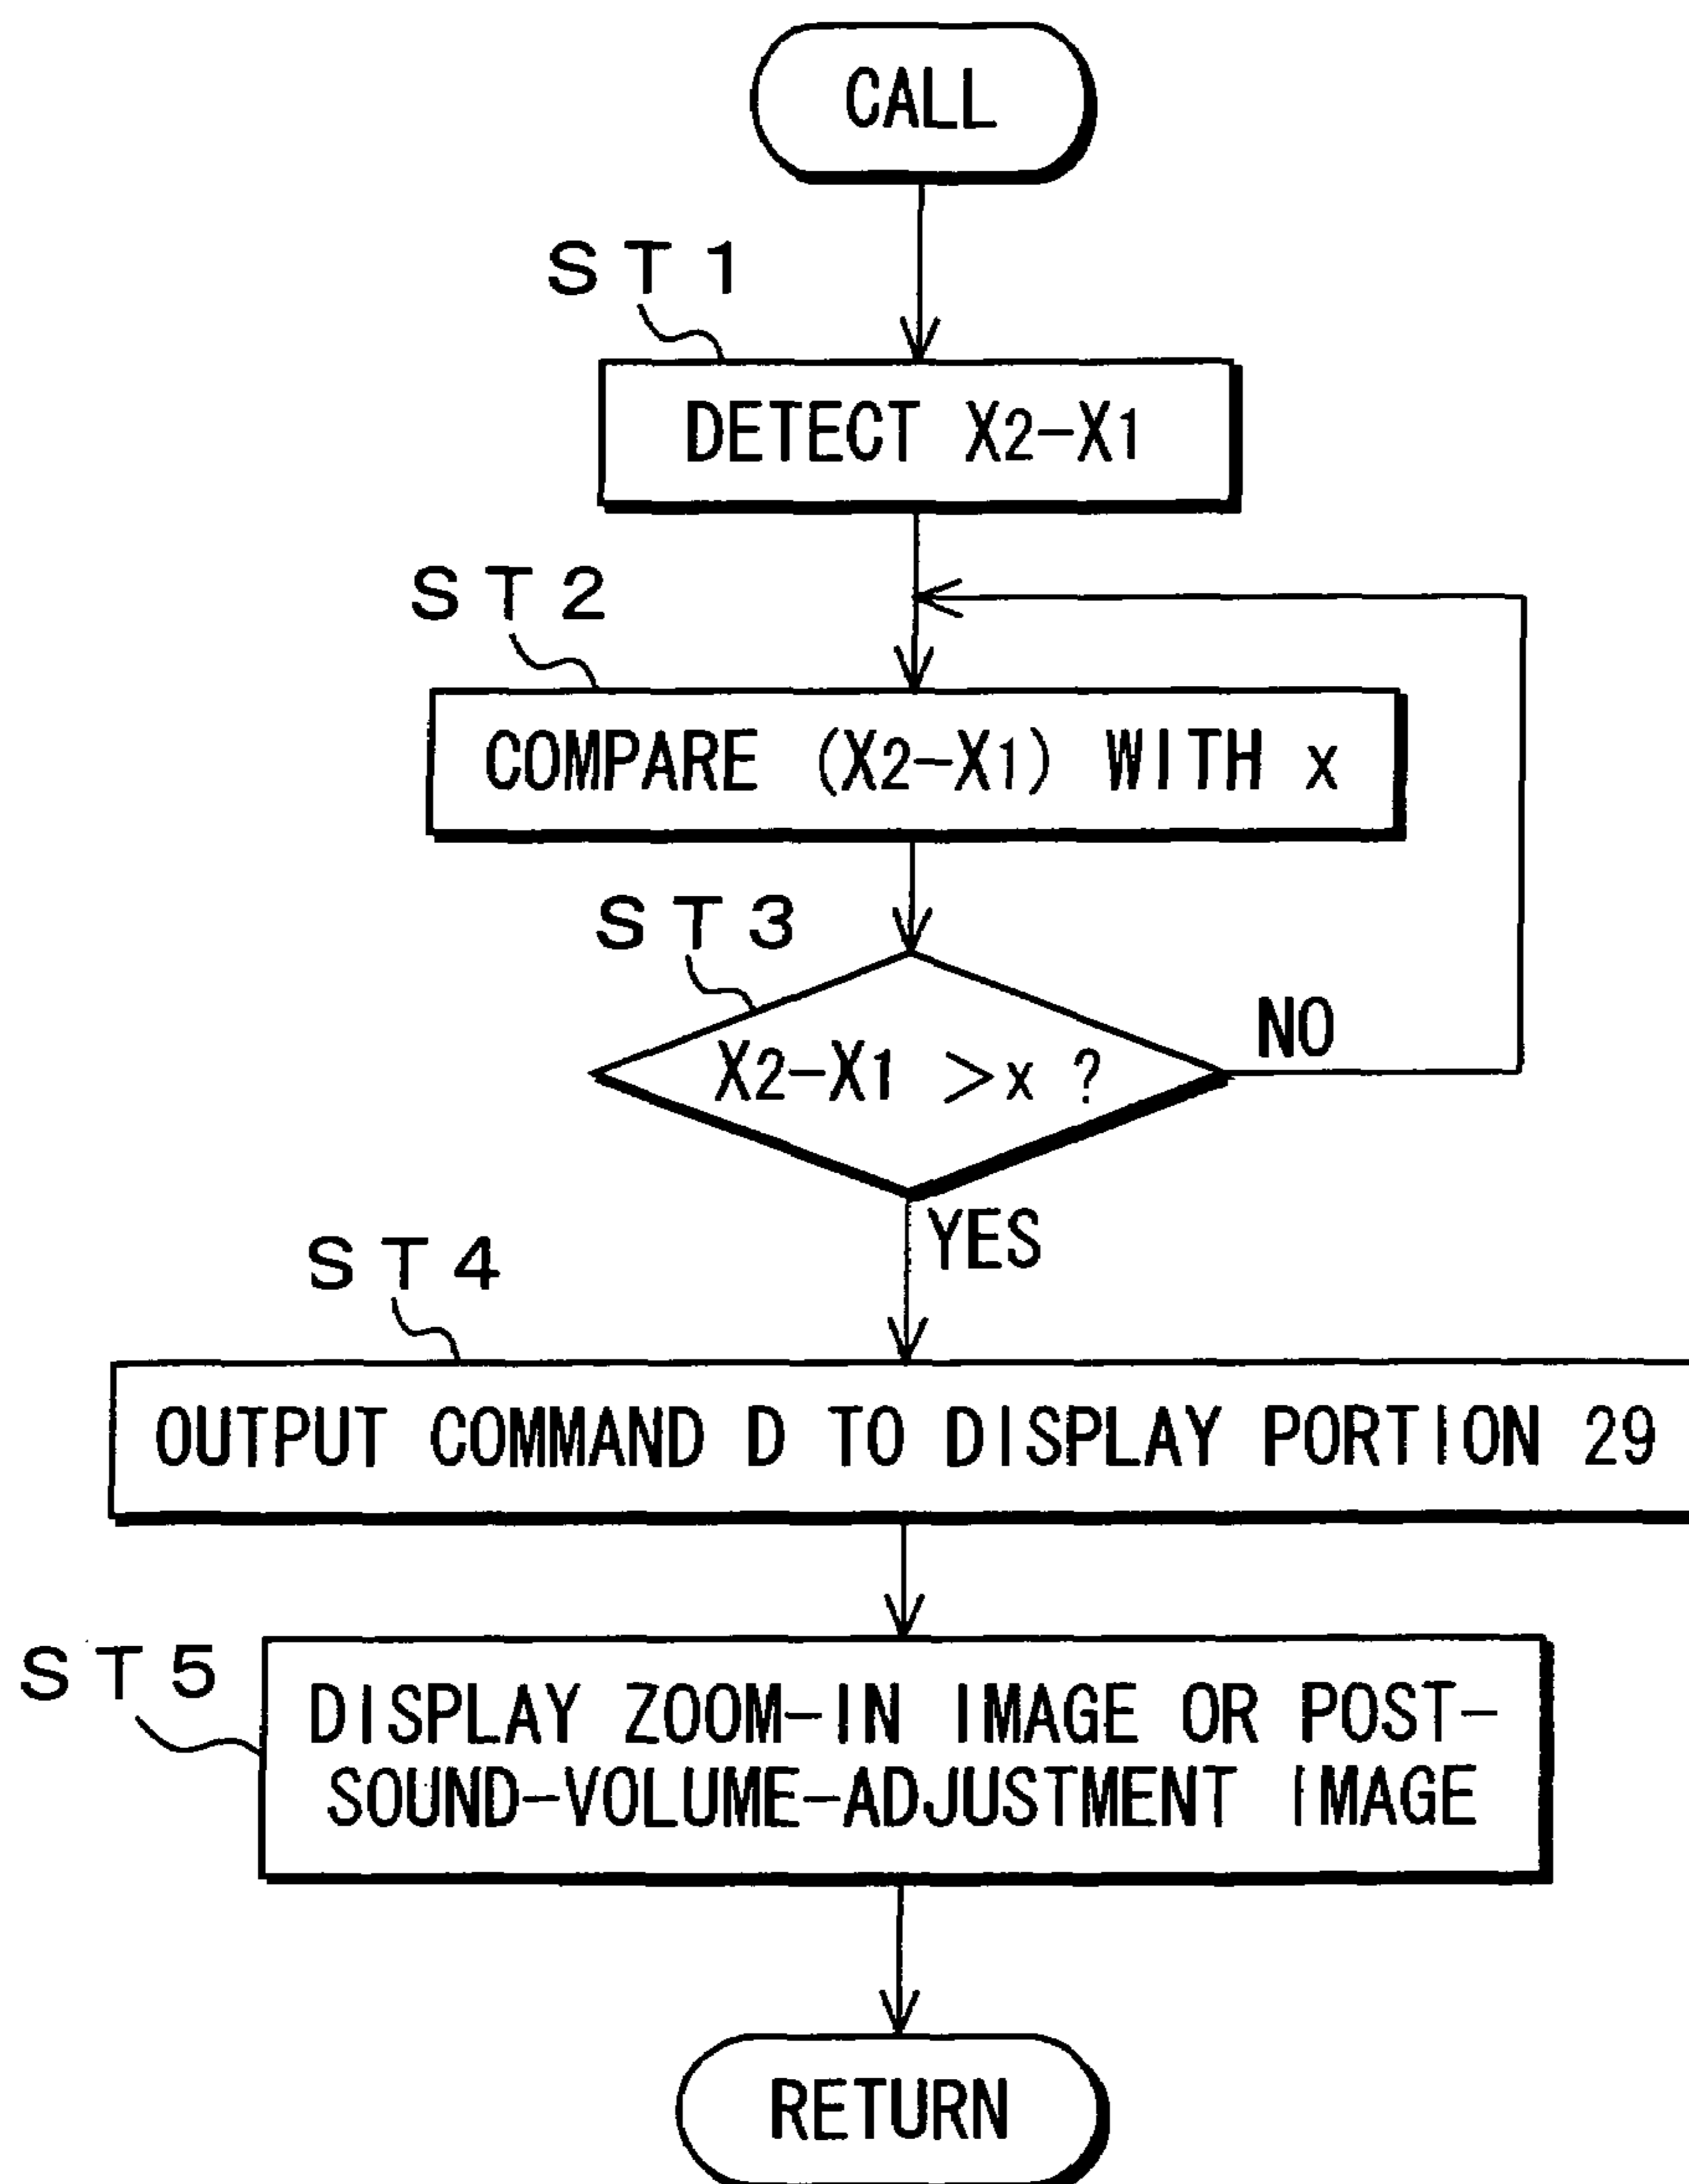 CALL
ST1
DETECT X2-X1
ST2
COMPARE (X2-X1) WITH x
ST3
X2-X1 >x ?
NO
YES
ST4
OUTPUT COMMAND D TO DISPLAY PORTION 29
ST5
DISPLAY ZOOM-IN IMAGE OR POST-
SOUND-VOLUME-ADJUSTMENT IMAGE
RETURN